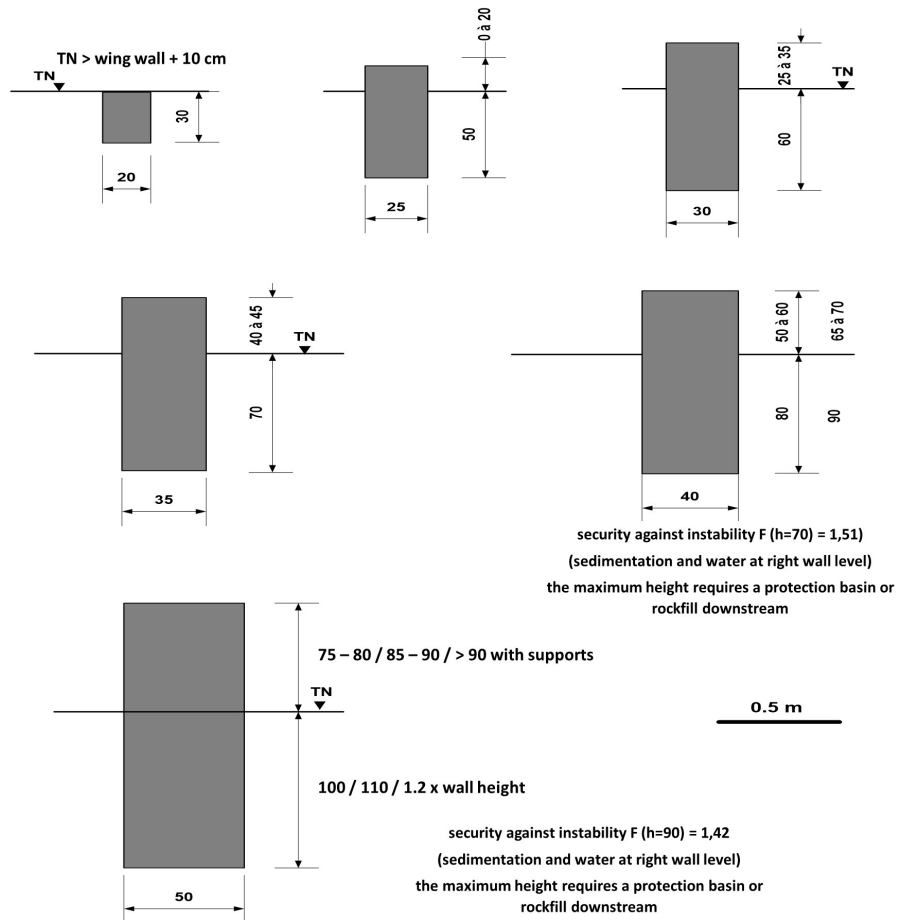 TN > wing wall + 10 cm
TN
30
20
0 à 20
50
25
25 à 35
TN
60
30
40 à 45
TN
70
35
50 à 60
65 à 70
80
90
40
security against instability F (h=70) = 1,51)
(sedimentation and water at right wall level)
the maximum height requires a protection basin or
rockfill downstream
75 – 80 / 85 – 90 / > 90 with supports
TN
0.5 m
100 / 110 / 1.2 x wall height
50
security against instability F (h=90) = 1,42
(sedimentation and water at right wall level)
the maximum height requires a protection basin or
rockfill downstream